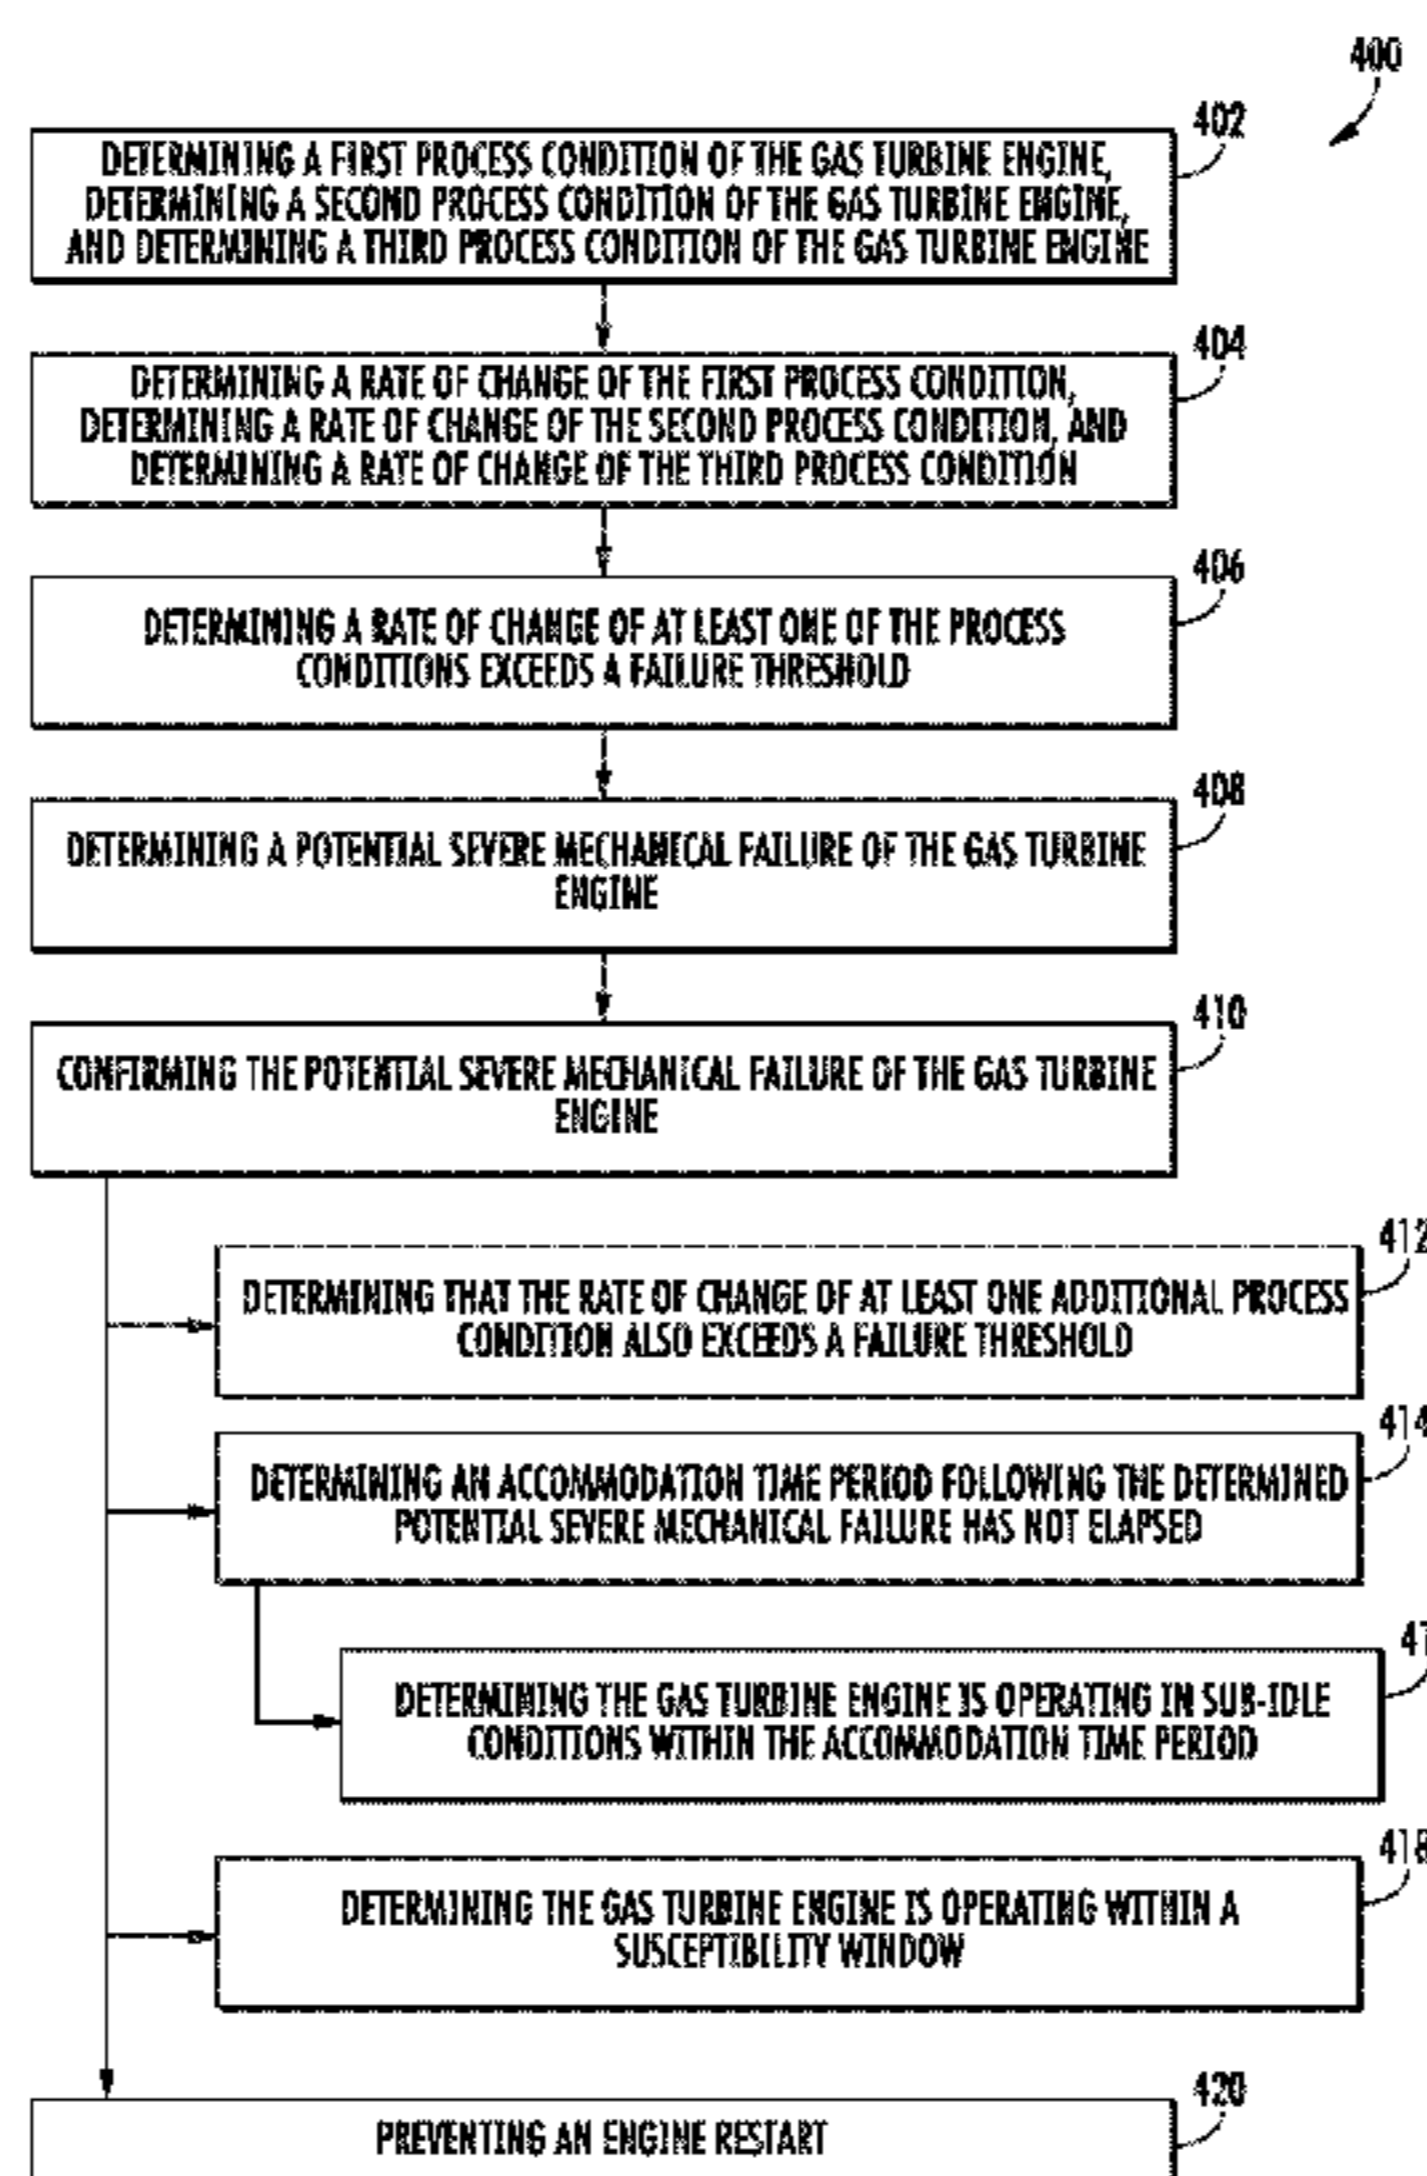 400
402
DETERMINING A FIRST PROCESS CONDITION OF THE GAS TURBINE ENGINE,
DETERMINING A SECOND PROCESS CONDITION OF THE GAS TURBINE ENGINE,
AND DETERMINING A THIRD PROCESS CONDITION OF THE GAS TURBINE ENGINE
404
DETERMINING A RATE OF CHANGE OF THE FIRST PROCESS CONDITION,
DETERMINING A RATE OF CHANGE OF THE SECOND PROCESS CONDITION, AND
DETERMINING A RATE OF CHANGE OF THE THIRD PROCESS CONDITION
406
DETERMINING A RATE OF CHANGE OF AT LEAST ONE OF THE PROCESS
CONDITIONS EXCEEDS A FAILURE THRESHOLD
408
DETERMINING A POTENTIAL SEVERE MECHANICAL FAILURE OF THE GAS TURBINE
ENGINE
410
CONFIRMING THE POTENTIAL SEVERE MECHANICAL FAILURE OF THE GAS TURBINE
ENGINE
412
DETERMINING THAT THE RATE OF CHANGE OF AT LEAST ONE ADDITIONAL PROCESS
CONDITION ALSO EXCEEDS A FAILURE THRESHOLD
414
DETERMINING AN ACCOMMODATION TIME PERIOD FOLLOWING THE DETERMINED
POTENTIAL SEVERE MECHANICAL FAILURE HAS NOT ELAPSED
DETERMINING THE GAS TURBINE ENGINE IS OPERATING IN SUB-IDLE
CONDITIONS WITHIN THE ACCOMMODATION TIME PERIOD
418
DETERMINING THE GAS TURBINE ENGINE IS OPERATING WITHIN A
SUSCEPTIBILITY WINDOW
420
PREVENTING AN ENGINE RESTART